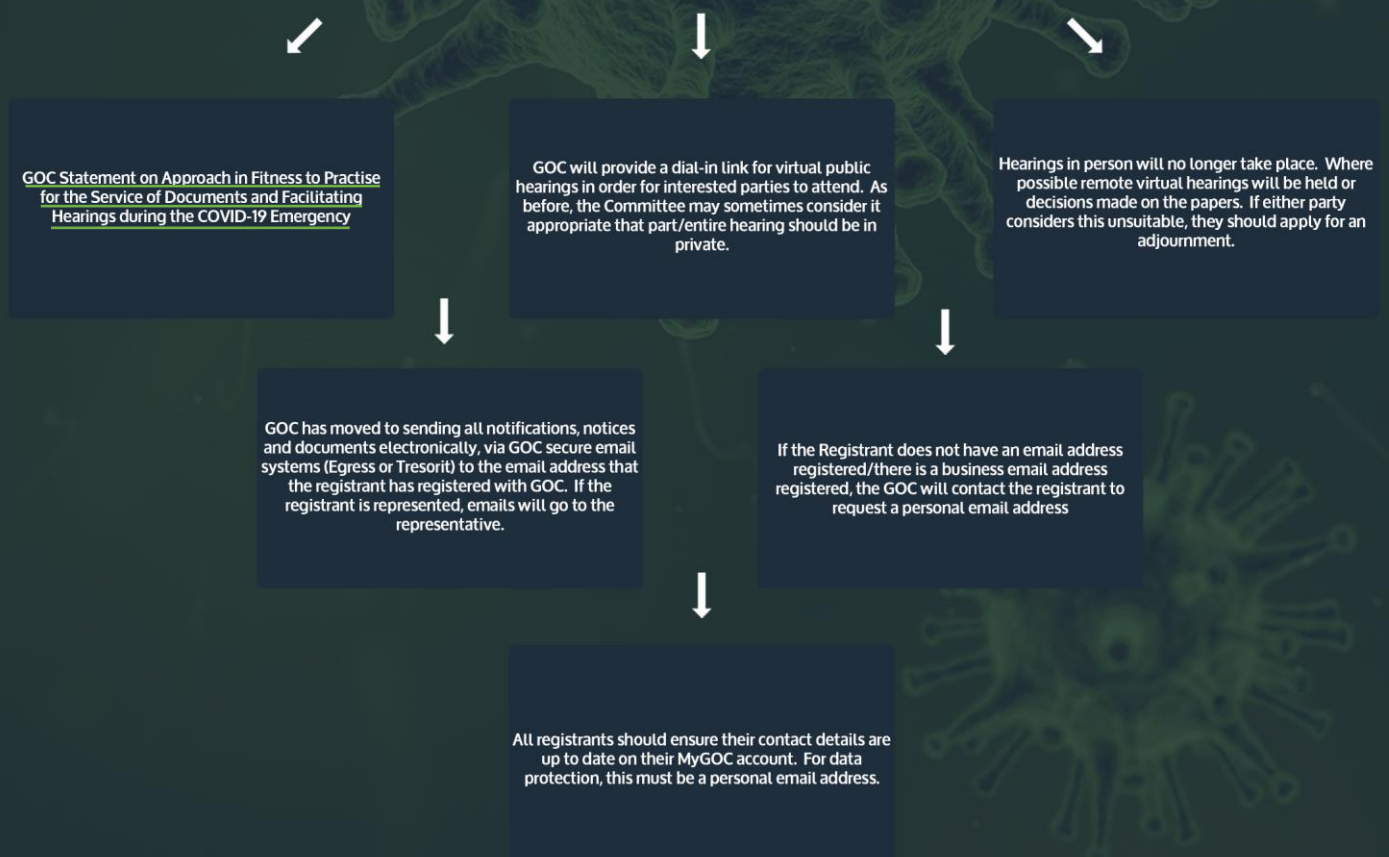 GOC Statement on Approach in Fitness to Practise
for the Service of Documents and Facilitating
Hearings during the COVID-19 Emergency
GOC will provide a dial-in link for virtual public
hearings in order for interested parties to attend. As
before, the Committee may sometimes consider it
appropriate that part/entire hearing should be in
private.
Hearings in person will no longer take place. Where
possible remote virtual hearings will be held or
decisions made on the papers. If either party
considers this unsuitable, they should apply for an
adjournment.
GOC has moved to sending all notifications, notices
and documents electronically, via GOC secure email
systems (Egress or Tresorit) to the email address that
the registrant has registered with GOC. If the
registrant is represented, emails will go to the
representative.
If the Registrant does not have an email address
registered/there is a business email address
registered, the GOC will contact the registrant to
request a personal email address
All registrants should ensure their contact details are
up to date on their MyGOC account. For data
protection, this must be a personal email address.